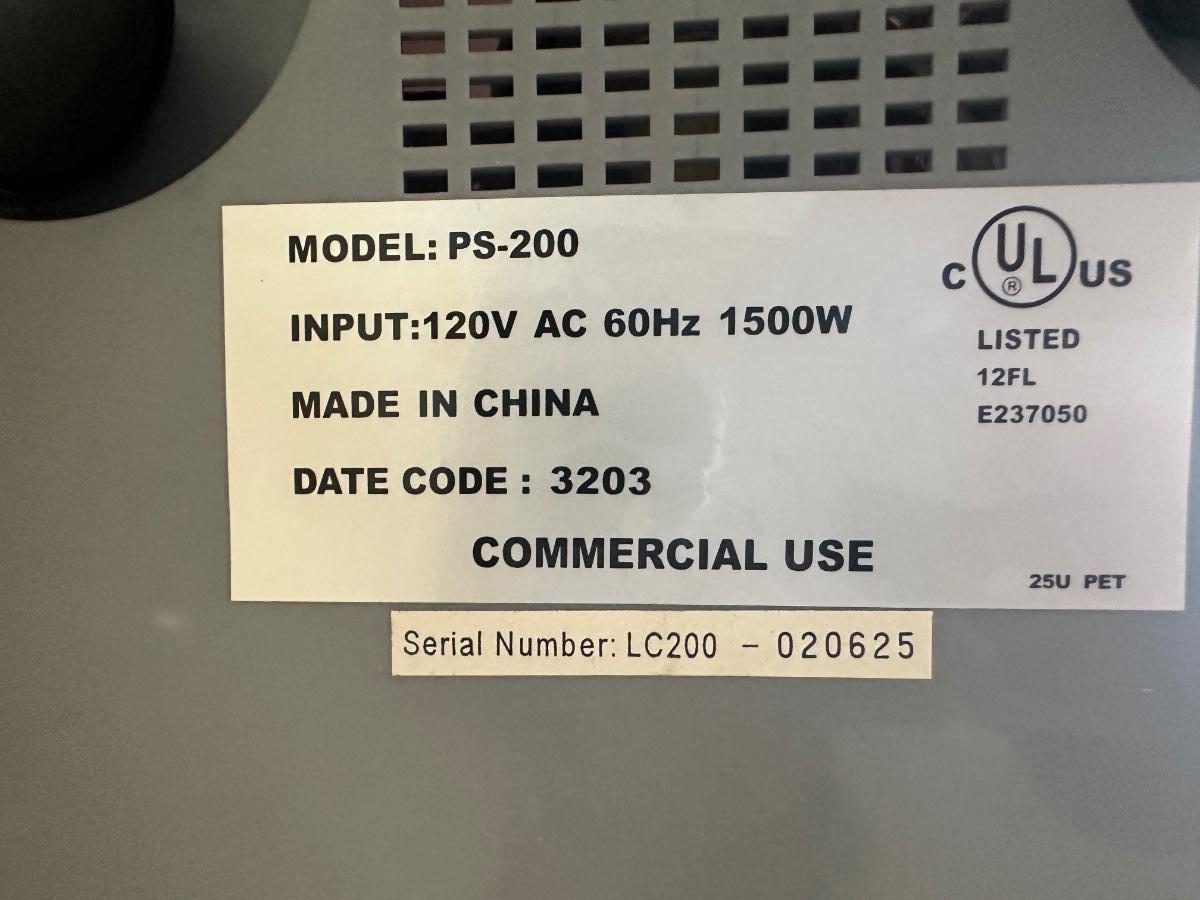 MODEL: PS-200
INPUT:120V AC 60Hz 1500W
MADE IN CHINA
DATE CODE : 3203
COMMERCIAL USE
C UL® US
LISTED
12FL
E237050
25U PET
Serial Number: LC200 - 020625